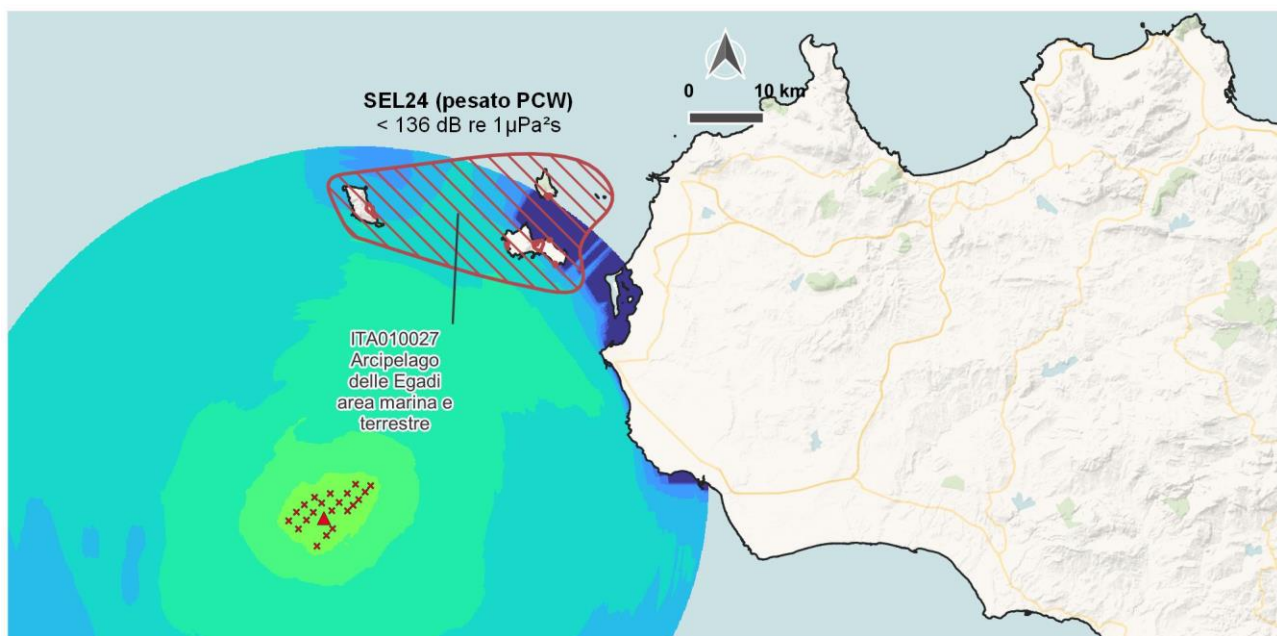 SEL24 (pesato PCW)
< 136 dB re 1µPa²s
0 10 km
ITA010027
Arcipelago
delle Egadi
area marina e
terrestre